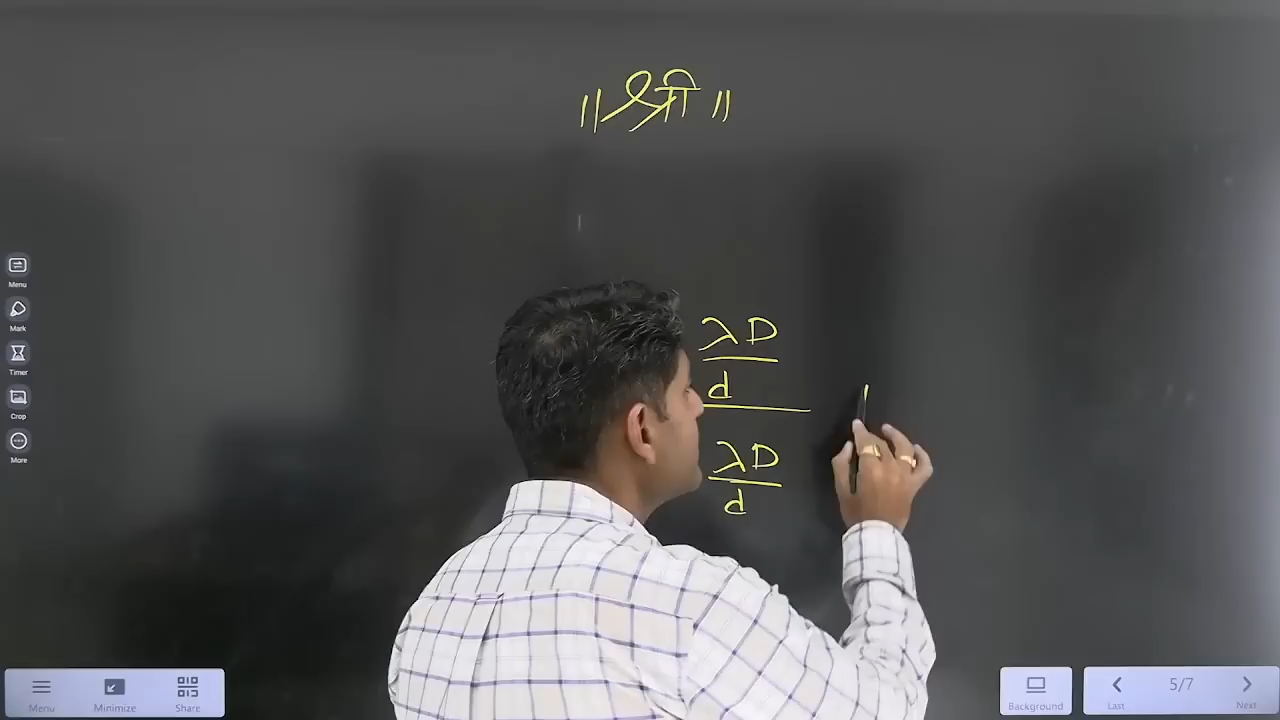 ॥ श्री ॥
λD
d
λD
d
Menu
Mark
Timer
Crop
More
Menu Minimize Share
Background Last 5/7 Next